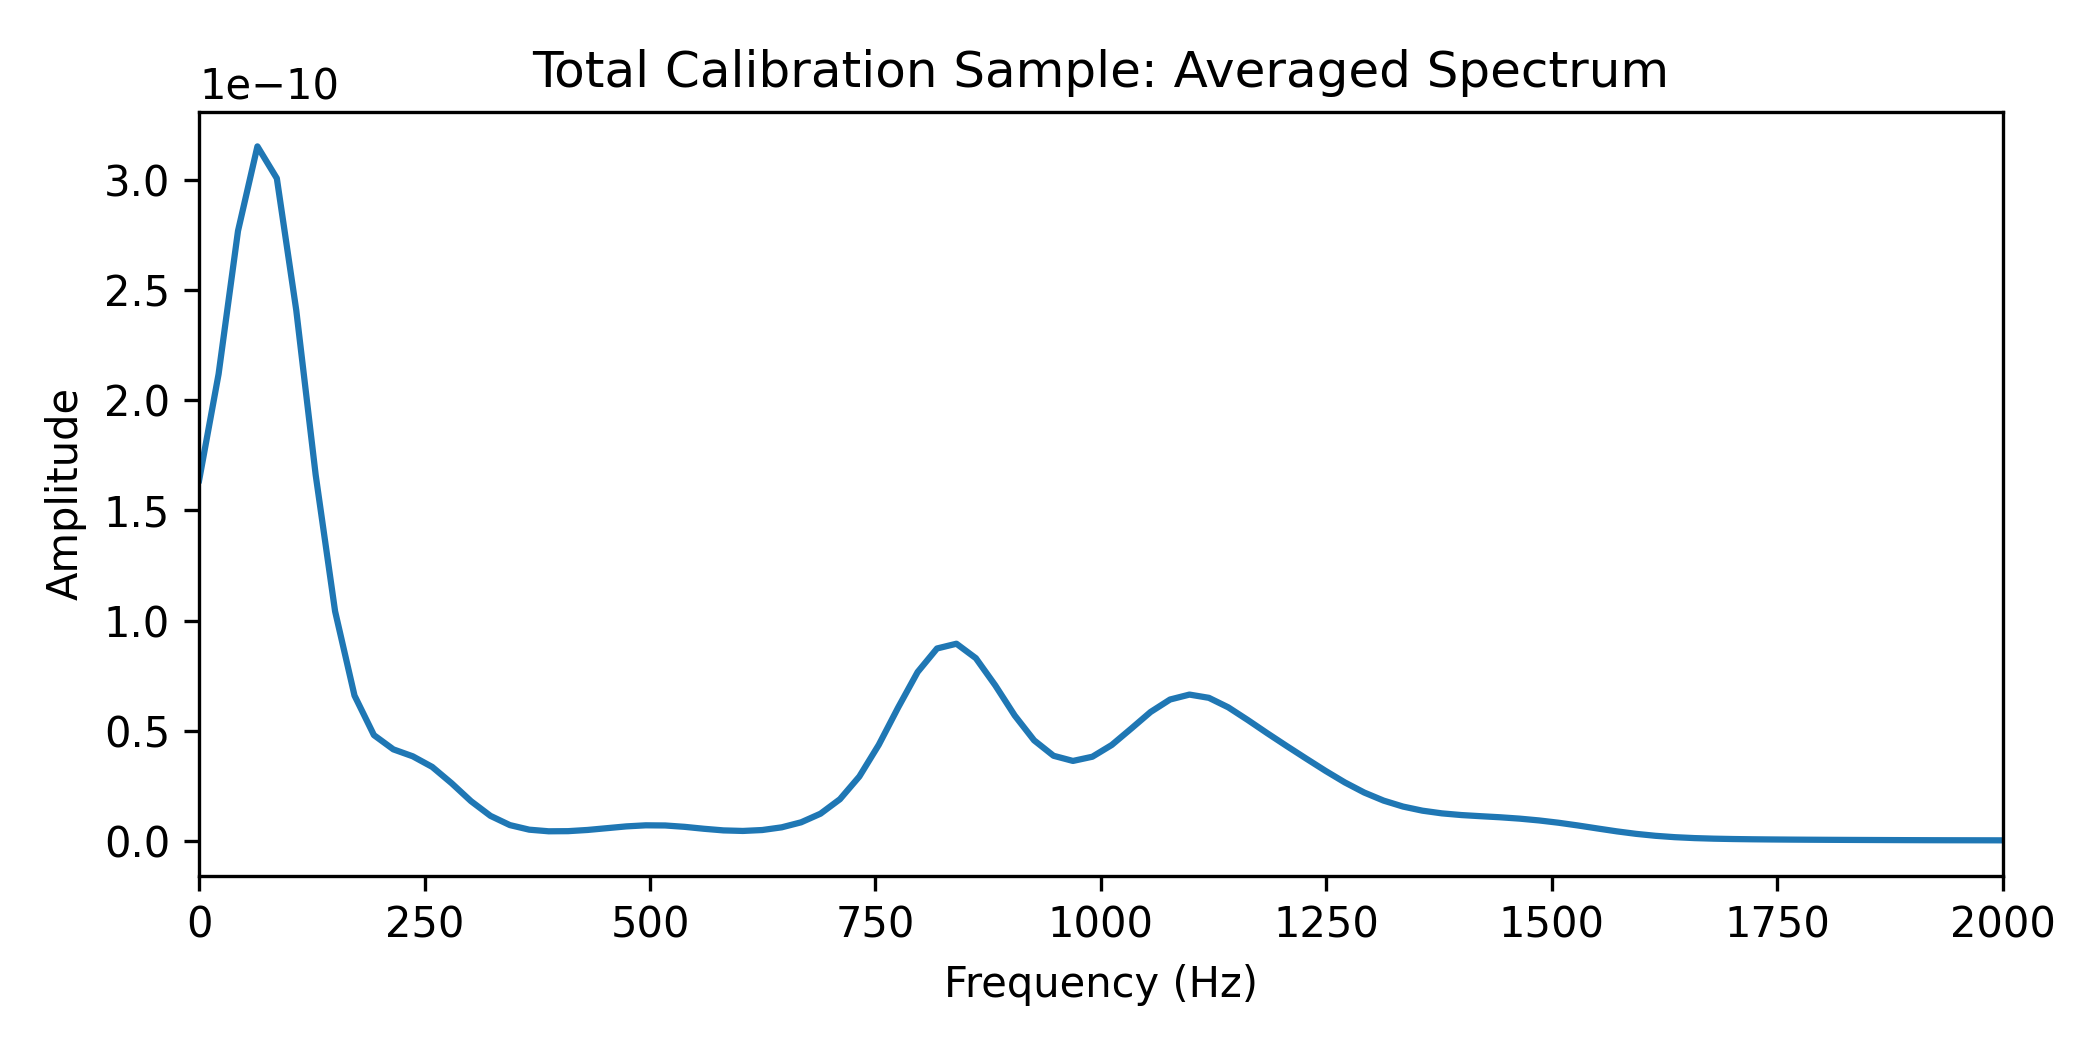 Total Calibration Sample: Averaged Spectrum
1e−10
3.0
2.5
2.0
1.5
1.0
0.5
0.0
Amplitude
0 250 500 750 1000 1250 1500 1750 2000
Frequency (Hz)